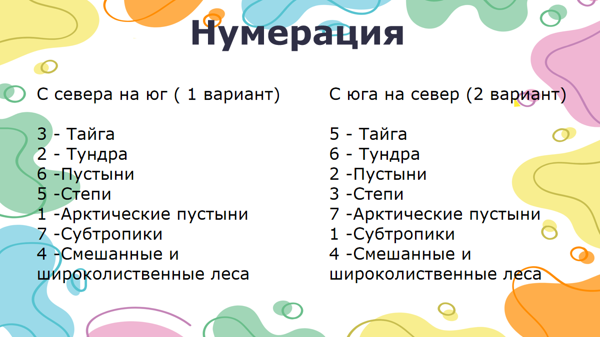 Нумерация
С севера на юг ( 1 вариант)
3 - Тайга
2 - Тундра
6 -Пустыни
5 -Степи
1 -Арктические пустыни
7 -Субтропики
4 -Смешанные и
широколиственные леса
С юга на север (2 вариант)
5 - Тайга
6 - Тундра
2 -Пустыни
3 -Степи
7 -Арктические пустыни
1 -Субтропики
4 -Смешанные и
широколиственные леса